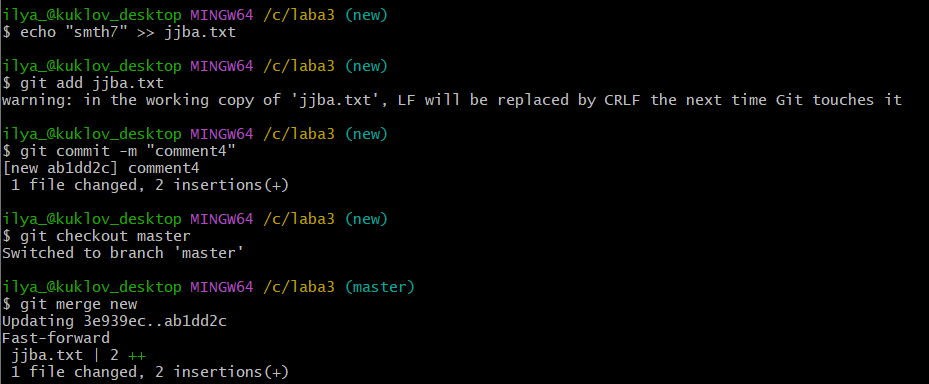 ilya_@kuklov_desktop MINGW64 /c/laba3 (new)
$ echo "smth7" >> jjba.txt
ilya_@kuklov_desktop MINGW64 /c/laba3 (new)
$ git add jjba.txt
warning: in the working copy of 'jjba.txt', LF will be replaced by CRLF the next time Git touches it
ilya_@kuklov_desktop MINGW64 /c/laba3 (new)
$ git commit -m "comment4"
[new ab1dd2c] comment4
 1 file changed, 2 insertions(+)
ilya_@kuklov_desktop MINGW64 /c/laba3 (new)
$ git checkout master
Switched to branch 'master'
ilya_@kuklov_desktop MINGW64 /c/laba3 (master)
$ git merge new
Updating 3e939ec..ab1dd2c
Fast-forward
 jjba.txt | 2 ++
 1 file changed, 2 insertions(+)